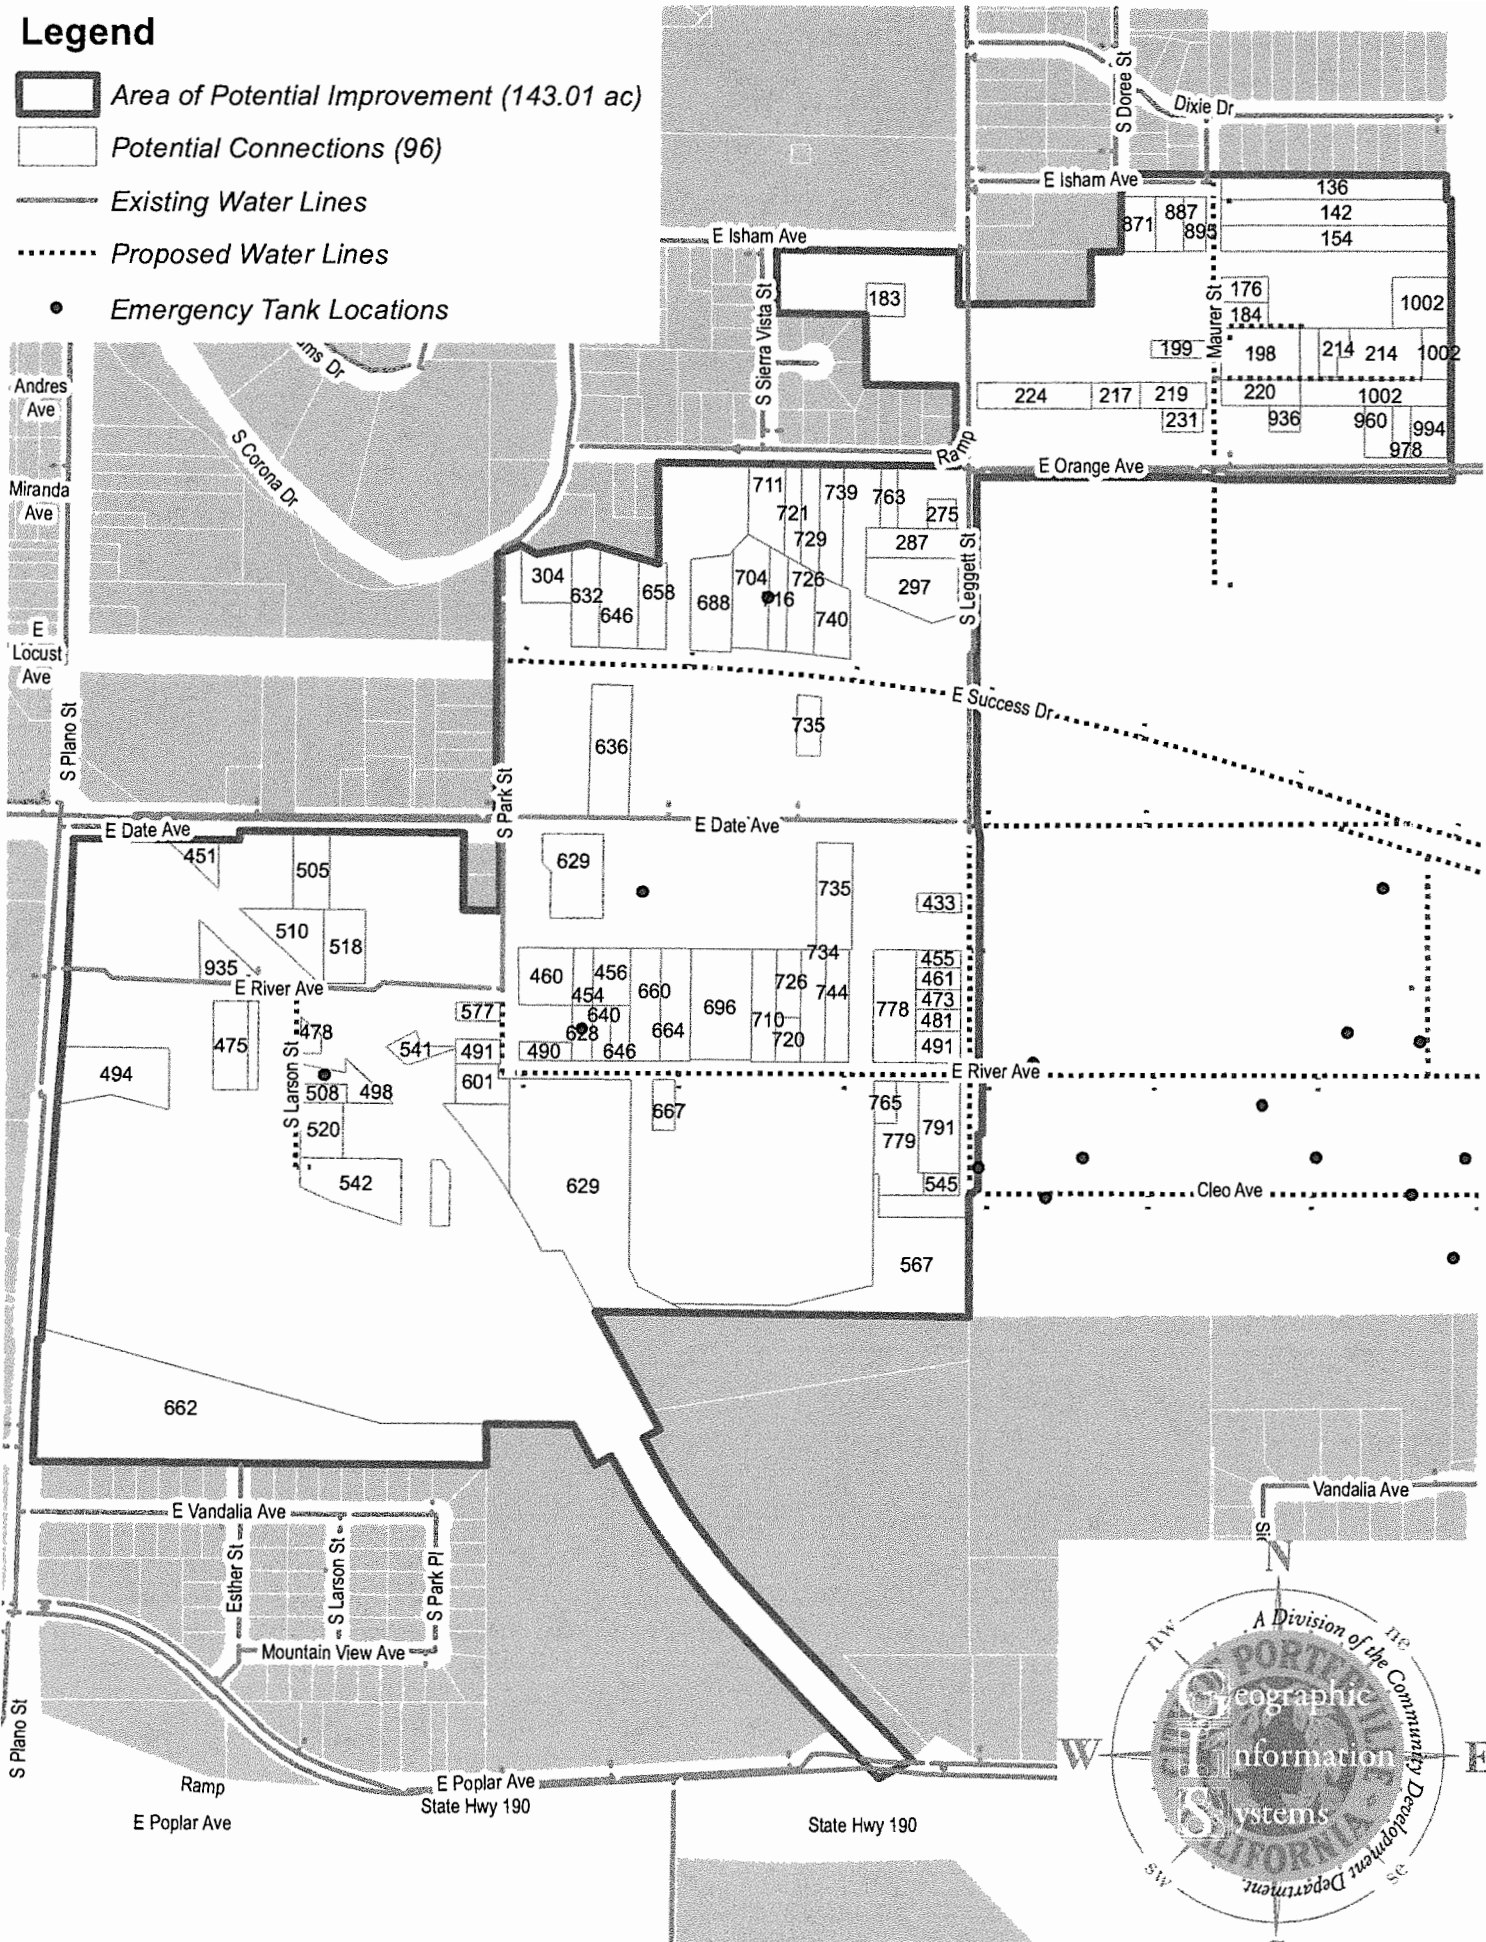 Legend
Area of Potential Improvement (143.01 ac)
Potential Connections (96)
Existing Water Lines
Proposed Water Lines
Emergency Tank Locations
S Doree St
Dixie Dr
E Isham Ave
136
871
887
895
142
154
E Isham Ave
S Sierra Vista St
183
Maurer St
176
184
1002
199
198
214
214
1002
224
217
219
220
1002
231
936
960
994
978
Andres
Ave
S Corona Dr
Miranda
Ave
Ramp
E Orange Ave
711
721
729
739
763
275
287
297
S Leggett St
304
632
646
658
688
704
726
740
E
Locust
Ave
S Plano St
E Success Dr
636
735
S Park St
E Date Ave
E Date Ave
451
505
629
735
433
510
518
935
E River Ave
460
456
454
660
640
628
646
664
696
710
726
720
734
744
778
455
461
473
481
491
577
475
478
S Larson St
541
491
490
494
508
498
601
E River Ave
520
542
667
629
765
779
791
545
Cleo Ave
567
662
E Vandalia Ave
Esther St
S Larson St
S Park Pl
Mountain View Ave
Vandalia Ave
S Plano St
Ramp
E Poplar Ave
E Poplar Ave
State Hwy 190
State Hwy 190
N
nw
ne
W
E
sw
se
A Division of the Community Development Department
Geographic
Information
Systems
PORTERVILLE
CALIFORNIA